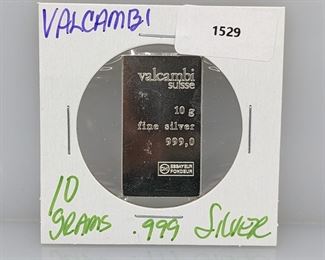 VALCAMBI
1529
valcambi
suisse
10 g
fine silver
999,0
ESSAYEUR
FONDEUR
10
GRAMS .999 SILVER